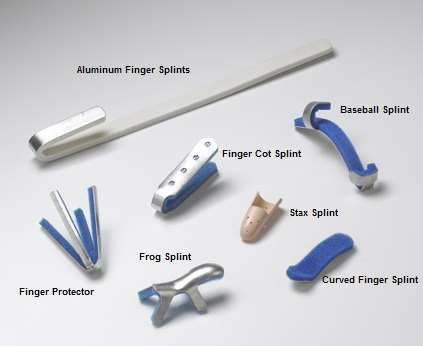 Aluminum Finger Splints
Baseball Splint
Finger Cot Splint
Stax Splint
Frog Splint
Curved Finger Splint
Finger Protector